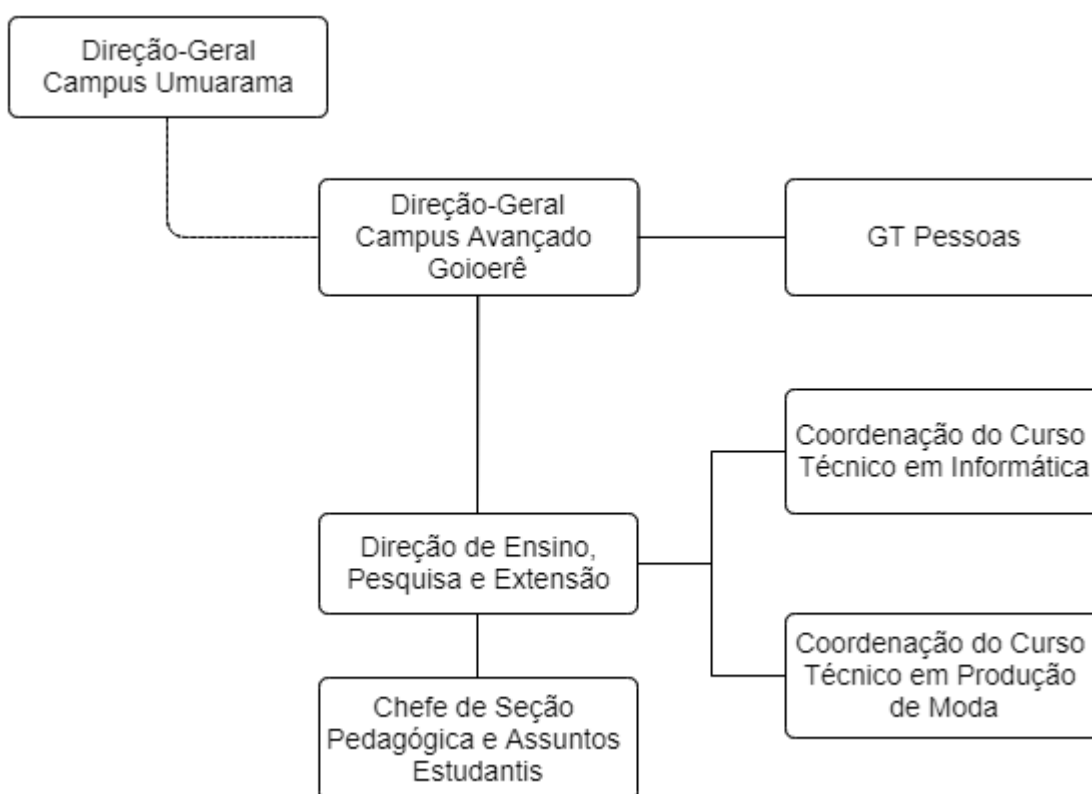 Direção-Geral
Campus Umuarama
Direção-Geral
Campus Avançado
Goioerê
GT Pessoas
Coordenação do Curso
Técnico em Informática
Direção de Ensino,
Pesquisa e Extensão
Coordenação do Curso
Técnico em Produção
de Moda
Chefe de Seção
Pedagógica e Assuntos
Estudantis